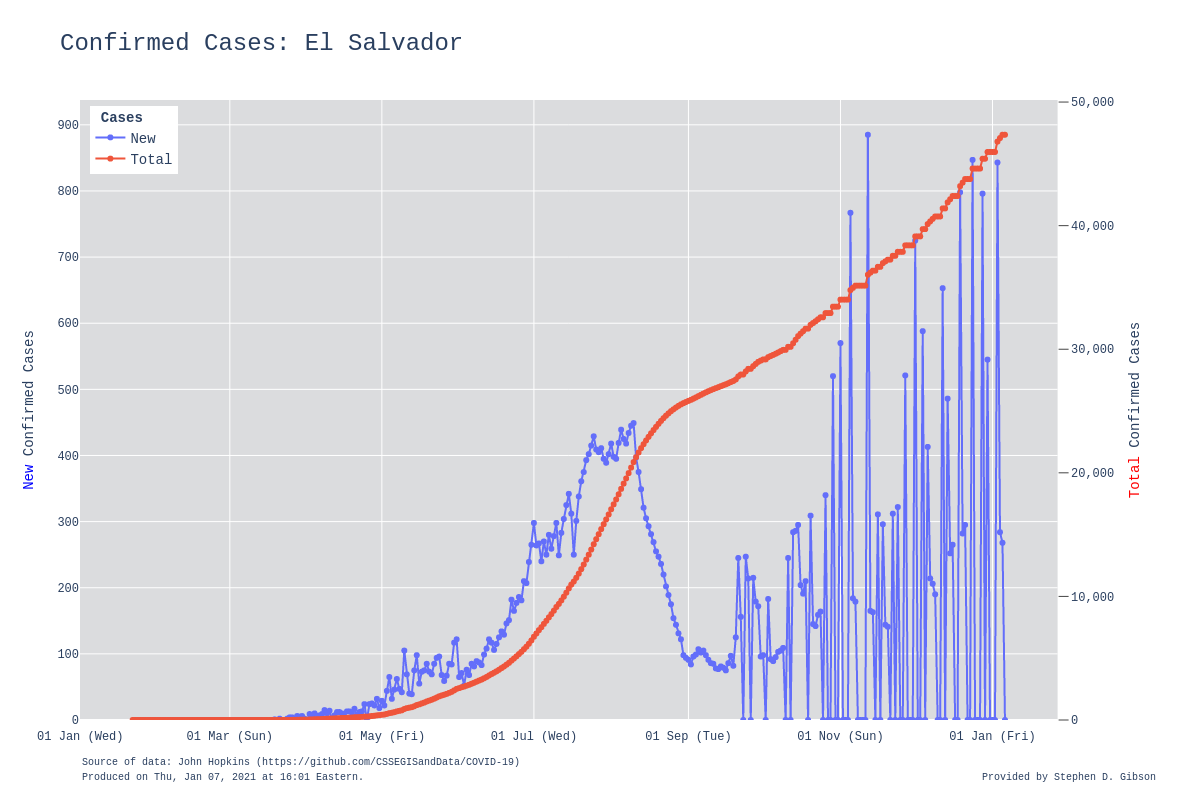 Confirmed Cases: El Salvador
Cases
New
Total
900
800
700
600
500
400
300
200
100
0
New Confirmed Cases
50,000
40,000
30,000
20,000
10,000
0
Total Confirmed Cases
01 Jan (Wed)
01 Mar (Sun)
01 May (Fri)
01 Jul (Wed)
01 Sep (Tue)
01 Nov (Sun)
01 Jan (Fri)
Source of data: John Hopkins (https://github.com/CSSEGISandData/COVID-19)
Produced on Thu, Jan 07, 2021 at 16:01 Eastern.
Provided by Stephen D. Gibson